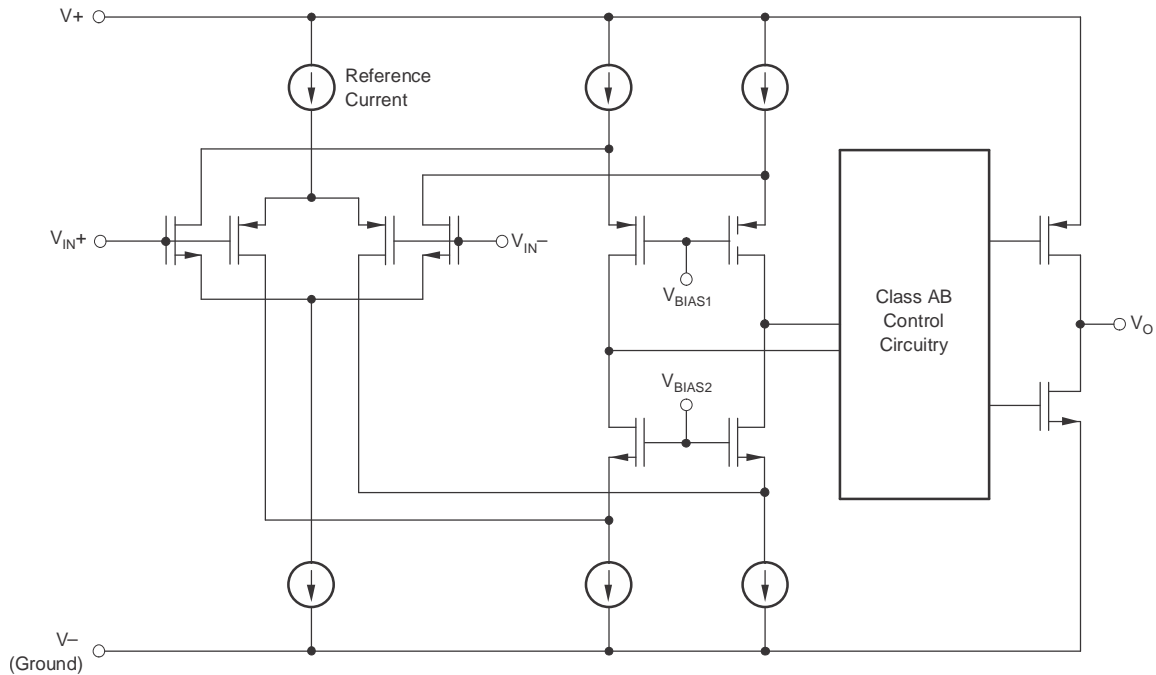 V+
Reference
Current
VIN+
VIN−
VBIAS1
Class AB
Control
Circuitry
VO
VBIAS2
V−
(Ground)